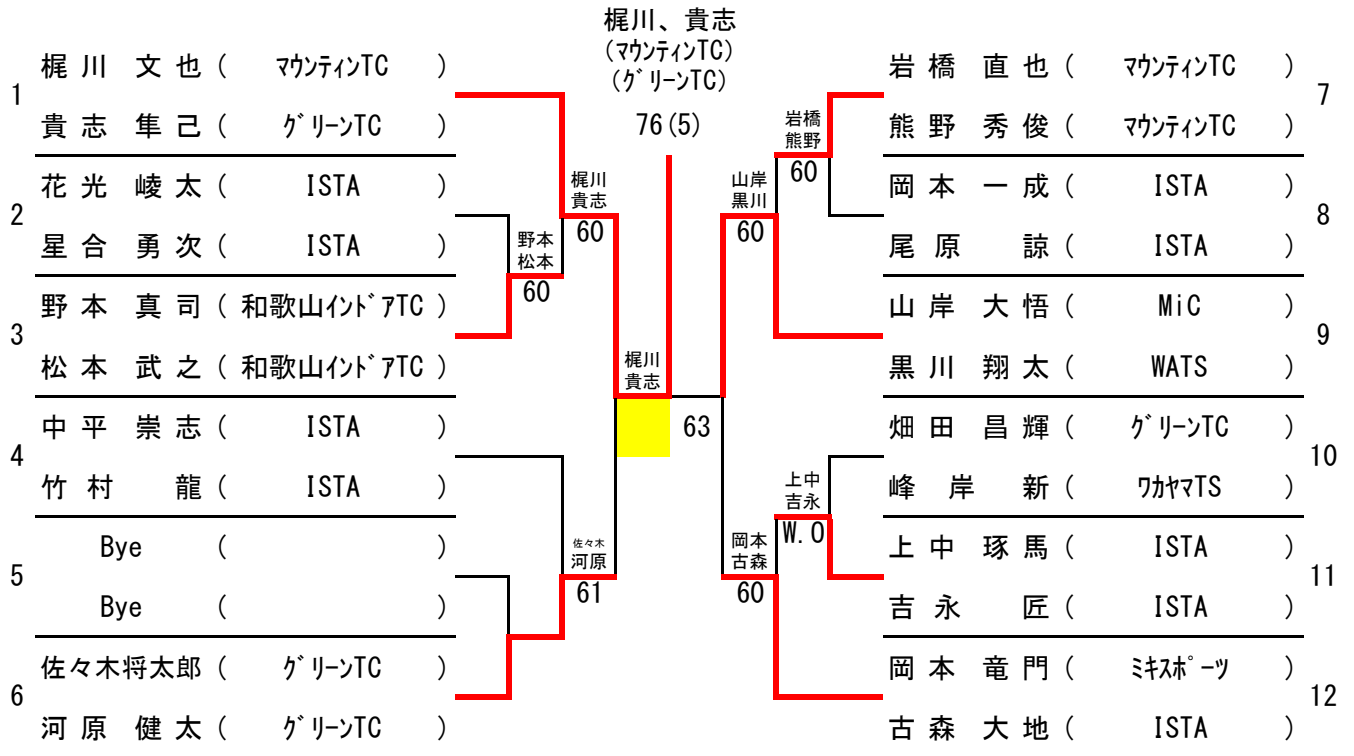 梶川、貴志
(マウンティンTC)
(グリーンTC)
76(5)
1
梶川 文也 ( マウンティンTC )
貴志 隼己 ( グリーンTC )
2
花光 崚太 ( ISTA )
星合 勇次 ( ISTA )
3
野本 真司 ( 和歌山インドアTC )
松本 武之 ( 和歌山インドアTC )
4
中平 崇志 ( ISTA )
竹村 龍 ( ISTA )
5
Bye ( )
Bye ( )
6
佐々木将太郎 ( グリーンTC )
河原 健太 ( グリーンTC )
野本
松本
60
梶川
貴志
60
佐々木
河原
61
梶川
貴志
63
山岸
黒川
60
岡本
古森
60
岩橋
熊野
60
上中
吉永
W.O
岩橋 直也 ( マウンティンTC )
熊野 秀俊 ( マウンティンTC )
7
岡本 一成 ( ISTA )
尾原 諒 ( ISTA )
8
山岸 大悟 ( MiC )
黒川 翔太 ( WATS )
9
畑田 昌輝 ( グリーンTC )
峰岸 新 ( ワカヤマTS )
10
上中 琢馬 ( ISTA )
吉永 匠 ( ISTA )
11
岡本 竜門 ( ミキスポーツ )
古森 大地 ( ISTA )
12